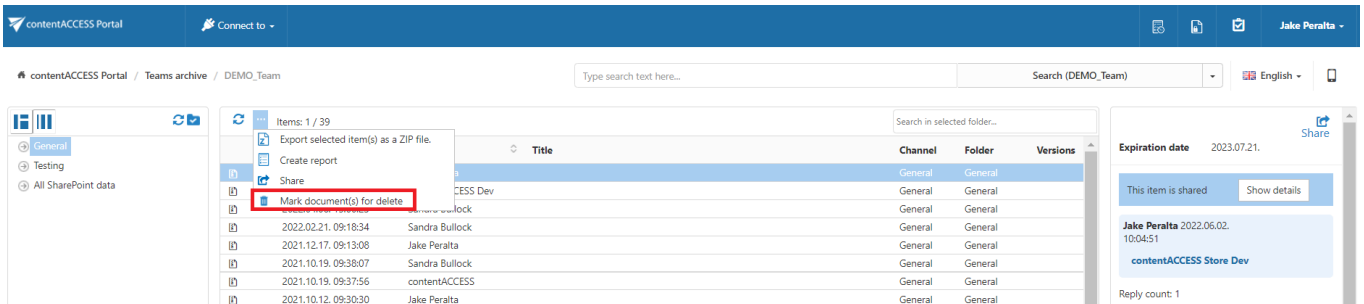 contentACCESS Portal
Connect to
Jake Peralta
contentACCESS Portal / Teams archive / DEMO_Team
Type search text here...
Search (DEMO_Team)
English
General
Testing
All SharePoint data
Items: 1 / 39
Search in selected folder...
Export selected item(s) as a ZIP file.
Create report
Share
Mark document(s) for delete
Title Channel Folder Versions
General General
CESS Dev General General
Sandra Bullock General General
2022.02.21. 09:18:34 Sandra Bullock General General
2021.12.17. 09:13:08 Jake Peralta General General
2021.10.19. 09:38:07 Sandra Bullock General General
2021.10.19. 09:37:56 contentACCESS General General
2021.10.12. 09:30:30 Jake Peralta General General
Share
Expiration date 2023.07.21.
This item is shared Show details
Jake Peralta 2022.06.02.
10:04:51
contentACCESS Store Dev
Reply count: 1